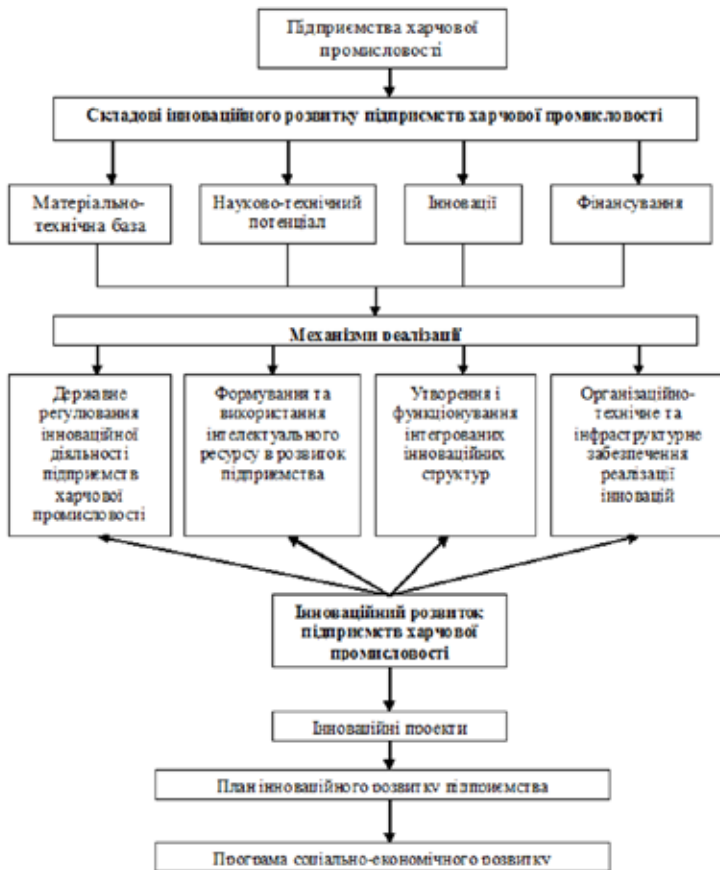 Підприємства харчової
промисловості
Складові інноваційного розвитку підприємств харчової промисловості
Матеріально-
технічна база
Науково-технічний
потенціал
Інновації
Фінансування
Механізми реалізації
Державне
регулювання
інноваційної
діяльності
підприємств
харчової
промисловості
Формування та
використання
інтелектуального
ресурсу в розвиток
підприємства
Утворення і
функціонування
інтегрованих
інноваційних
структур
Організаційно-
технічне та
інфраструктурне
забезпечення
реалізації
інновацій
Інноваційний розвиток
підприємств харчової
промисловості
Інноваційні проекти
План інноваційного розвитку підприємства
Програма соціально-економічного розвитку